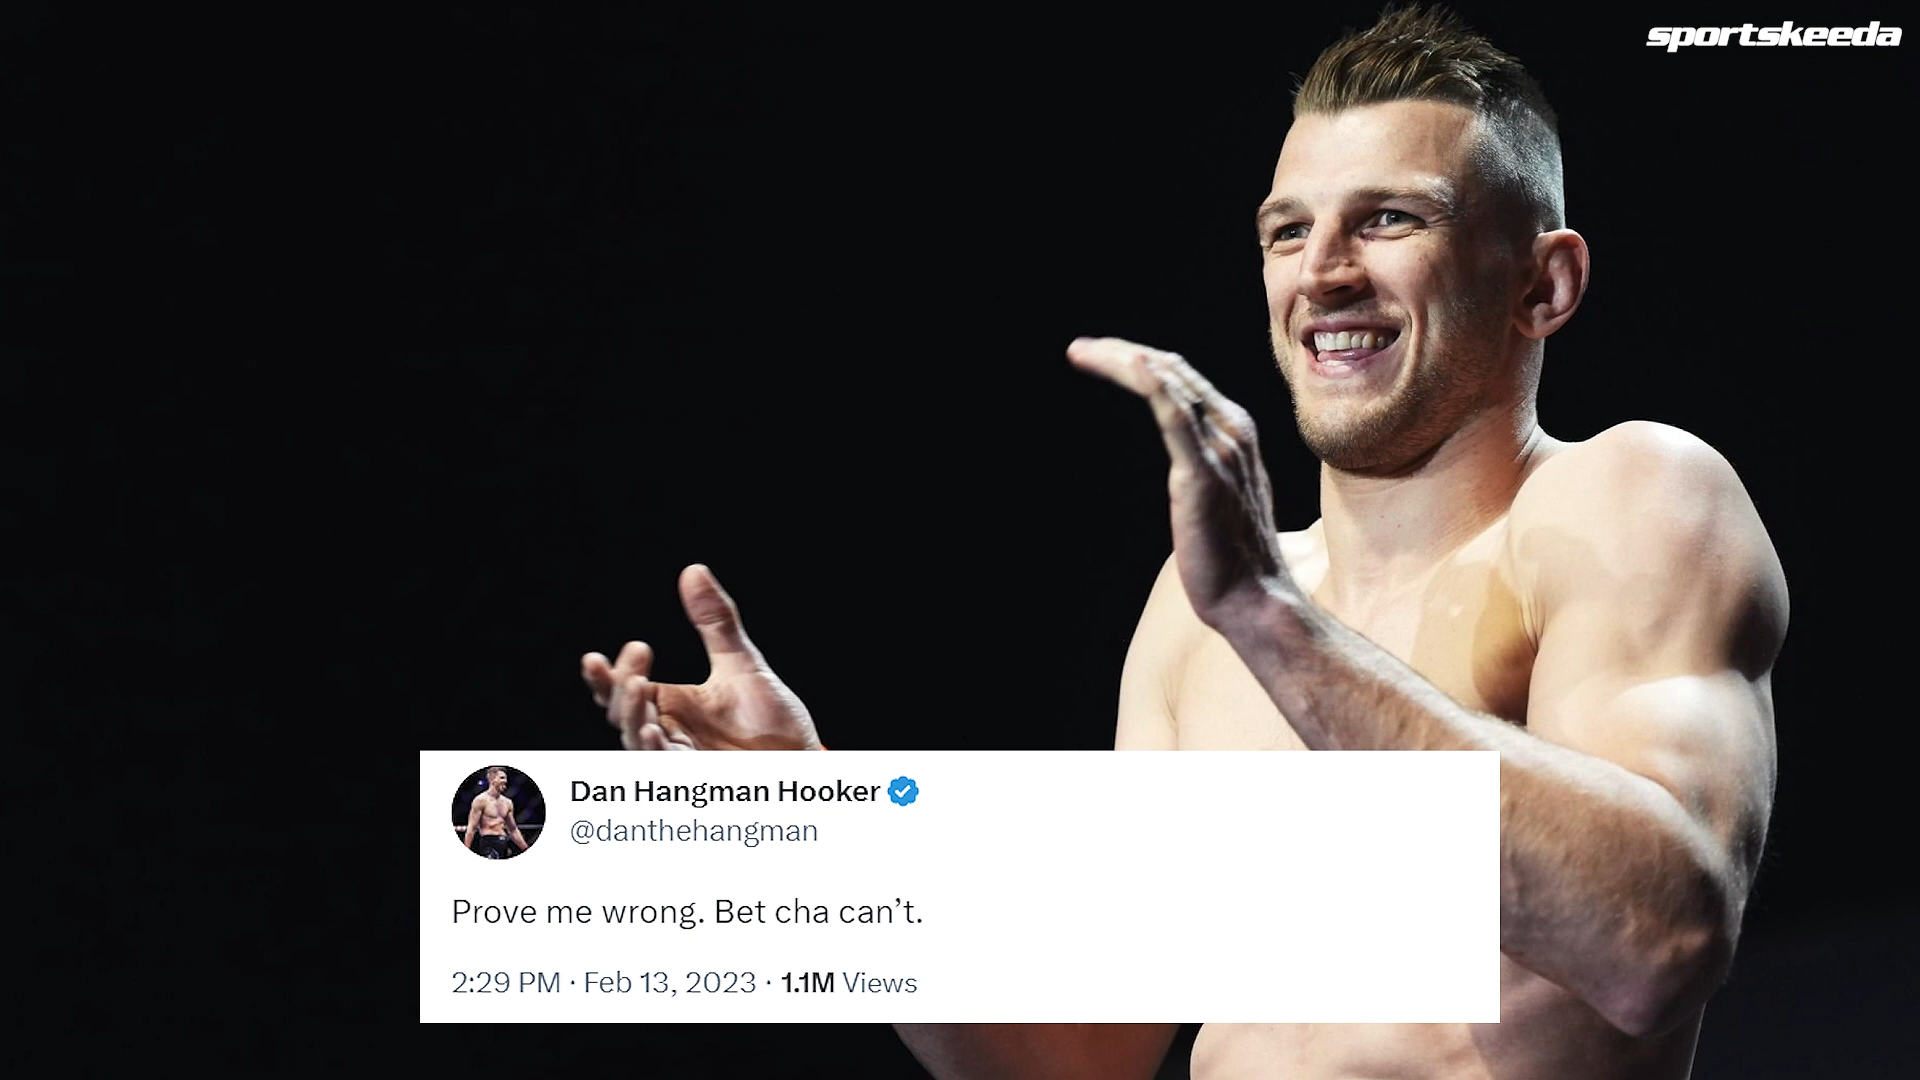 sportskeeda
Dan Hangman Hooker
@danthehangman
Prove me wrong. Bet cha can’t.
2:29 PM · Feb 13, 2023 · 1.1M Views